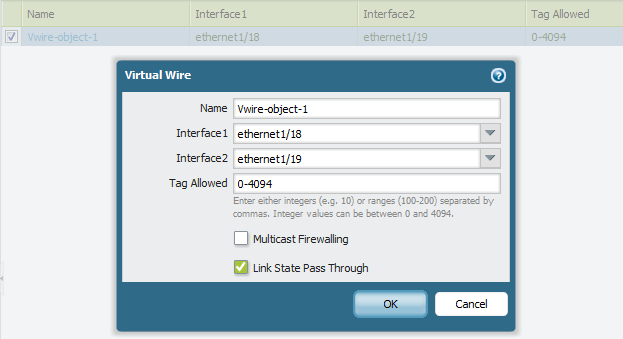 Name Interface1 Interface2 Tag Allowed
Vwire-object-1 ethernet1/18 ethernet1/19 0-4094
Virtual Wire ?
Name Vwire-object-1
Interface1 ethernet1/18
Interface2 ethernet1/19
Tag Allowed 0-4094
Enter either integers (e.g. 10) or ranges (100-200) separated by
commas. Integer values can be between 0 and 4094.
Multicast Firewalling
Link State Pass Through
OK Cancel